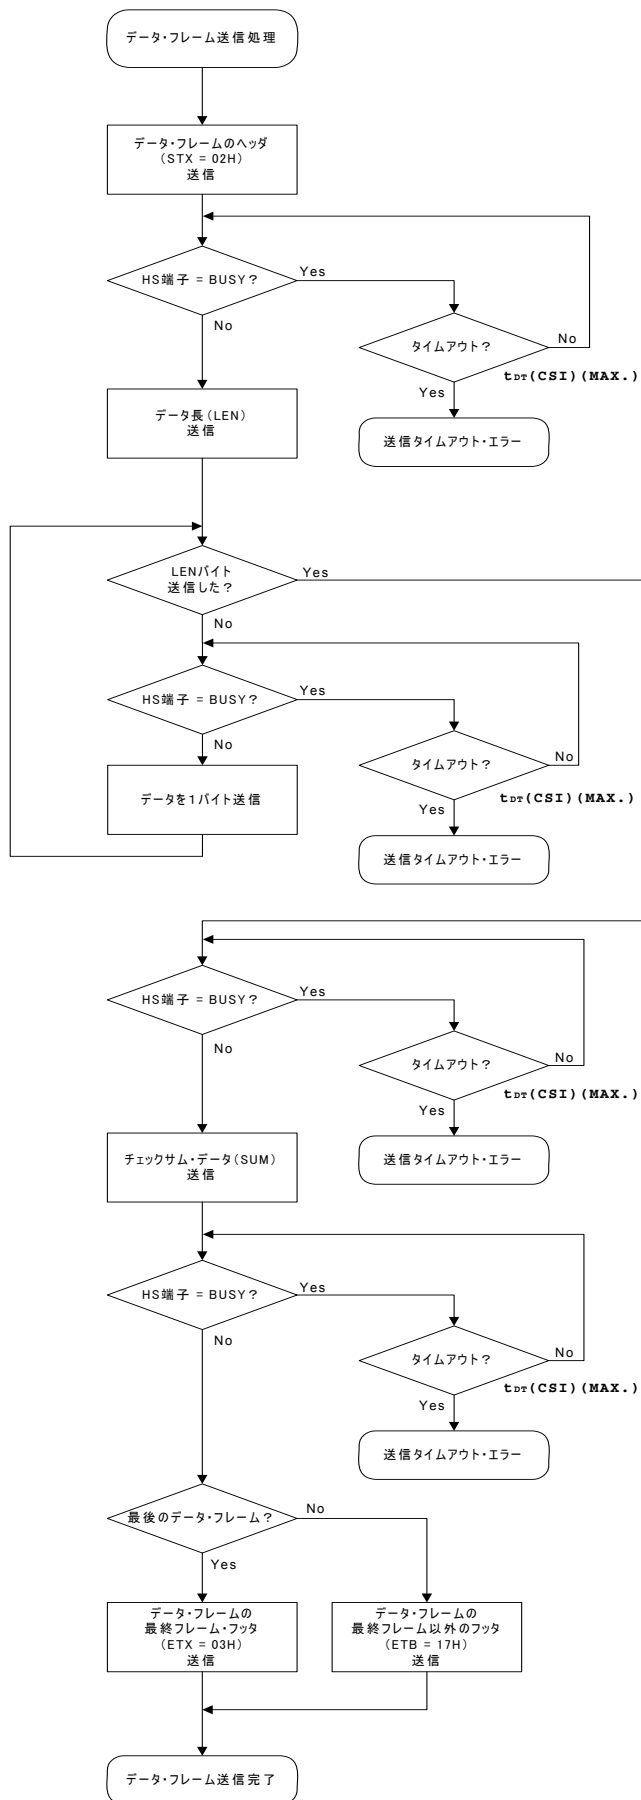 データ・フレーム送信処理
データ・フレームのヘッダ
(STX = 02H)
送信
HS端子 = BUSY?
Yes
No
タイムアウト?
No
tDT(CSI)(MAX.)
Yes
データ長(LEN)
送信
送信タイムアウト・エラー
LENバイト
送信した?
Yes
No
HS端子 = BUSY?
Yes
No
タイムアウト?
No
tDT(CSI)(MAX.)
Yes
データを1バイト送信
送信タイムアウト・エラー
HS端子 = BUSY?
Yes
No
タイムアウト?
No
tDT(CSI)(MAX.)
Yes
チェックサム・データ(SUM)
送信
送信タイムアウト・エラー
HS端子 = BUSY?
Yes
No
タイムアウト?
No
tDT(CSI)(MAX.)
Yes
送信タイムアウト・エラー
最後のデータ・フレーム?
No
Yes
データ・フレームの
最終フレーム・フッタ
(ETX = 03H)
送信
データ・フレームの
最終フレーム以外のフッタ
(ETB = 17H)
送信
データ・フレーム送信完了